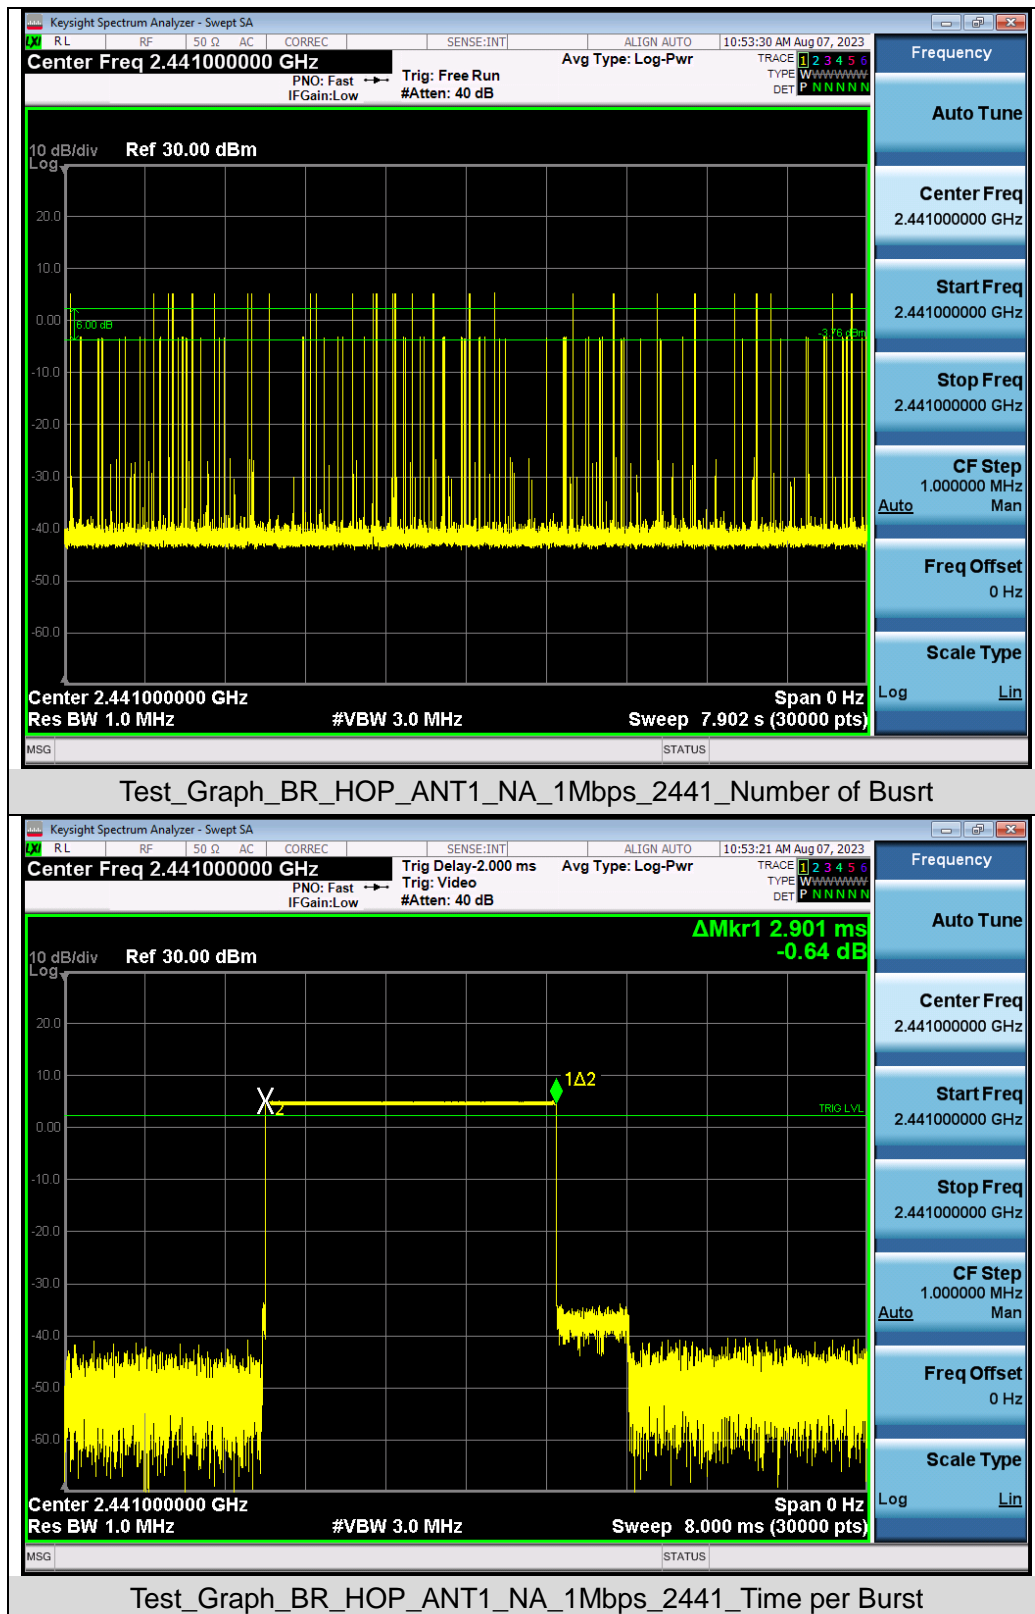 Keysight Spectrum Analyzer - Swept SA
LXI RL RF 50 Ω AC CORREC SENSE:INT ALIGN AUTO 10:53:30 AM Aug 07, 2023
Center Freq 2.441000000 GHz
PNO: Fast
IFGain:Low
Trig: Free Run
#Atten: 40 dB
Avg Type: Log-Pwr
TRACE 1 2 3 4 5 6
TYPE WWWWWW
DET P N N N N N
10 dB/div
Log
Ref 30.00 dBm
20.0
10.0
0.00
6.00 dB
-3.76 dBm
-10.0
-20.0
-30.0
-40.0
-50.0
-60.0
Center 2.441000000 GHz
Span 0 Hz
Res BW 1.0 MHz
#VBW 3.0 MHz
Sweep 7.902 s (30000 pts)
MSG
STATUS
Frequency
Auto Tune
Center Freq
2.441000000 GHz
Start Freq
2.441000000 GHz
Stop Freq
2.441000000 GHz
CF Step
1.000000 MHz
Auto Man
Freq Offset
0 Hz
Scale Type
Log Lin
Test_Graph_BR_HOP_ANT1_NA_1Mbps_2441_Number of Busrt
Keysight Spectrum Analyzer - Swept SA
LXI RL RF 50 Ω AC CORREC SENSE:INT ALIGN AUTO 10:53:21 AM Aug 07, 2023
Center Freq 2.441000000 GHz
PNO: Fast
IFGain:Low
Trig Delay-2.000 ms
Trig: Video
#Atten: 40 dB
Avg Type: Log-Pwr
TRACE 1 2 3 4 5 6
TYPE WWWWWW
DET P N N N N N
ΔMkr1 2.901 ms
-0.64 dB
10 dB/div
Log
Ref 30.00 dBm
20.0
10.0
1Δ2
X2
TRIG LVL
0.00
-10.0
-20.0
-30.0
-40.0
-50.0
-60.0
Center 2.441000000 GHz
Span 0 Hz
Res BW 1.0 MHz
#VBW 3.0 MHz
Sweep 8.000 ms (30000 pts)
MSG
STATUS
Frequency
Auto Tune
Center Freq
2.441000000 GHz
Start Freq
2.441000000 GHz
Stop Freq
2.441000000 GHz
CF Step
1.000000 MHz
Auto Man
Freq Offset
0 Hz
Scale Type
Log Lin
Test_Graph_BR_HOP_ANT1_NA_1Mbps_2441_Time per Burst